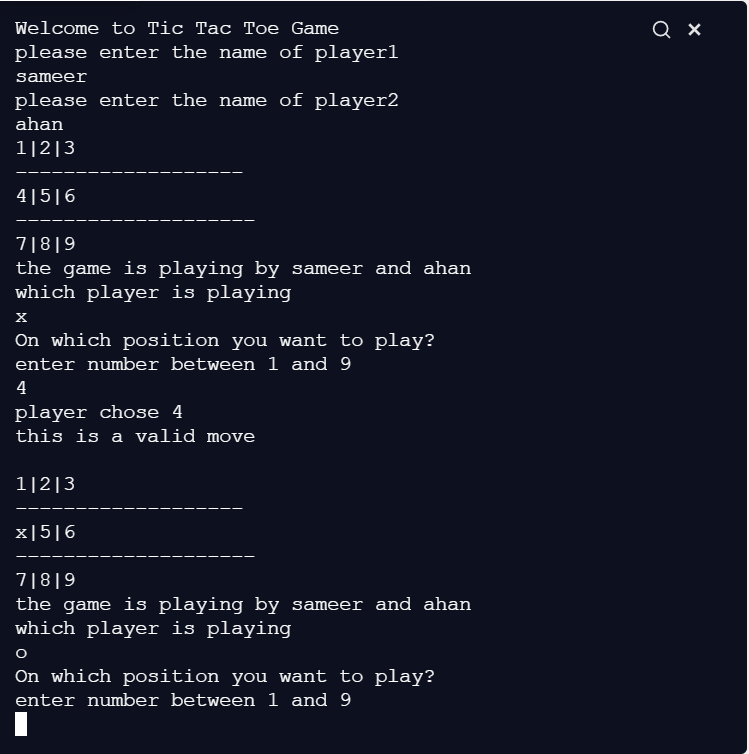 Welcome to Tic Tac Toe Game
please enter the name of player1
sameer
please enter the name of player2
ahan
1|2|3
-------------------
4|5|6
--------------------
7|8|9
the game is playing by sameer and ahan
which player is playing
x
On which position you want to play?
enter number between 1 and 9
4
player chose 4
this is a valid move

1|2|3
-------------------
x|5|6
--------------------
7|8|9
the game is playing by sameer and ahan
which player is playing
o
On which position you want to play?
enter number between 1 and 9